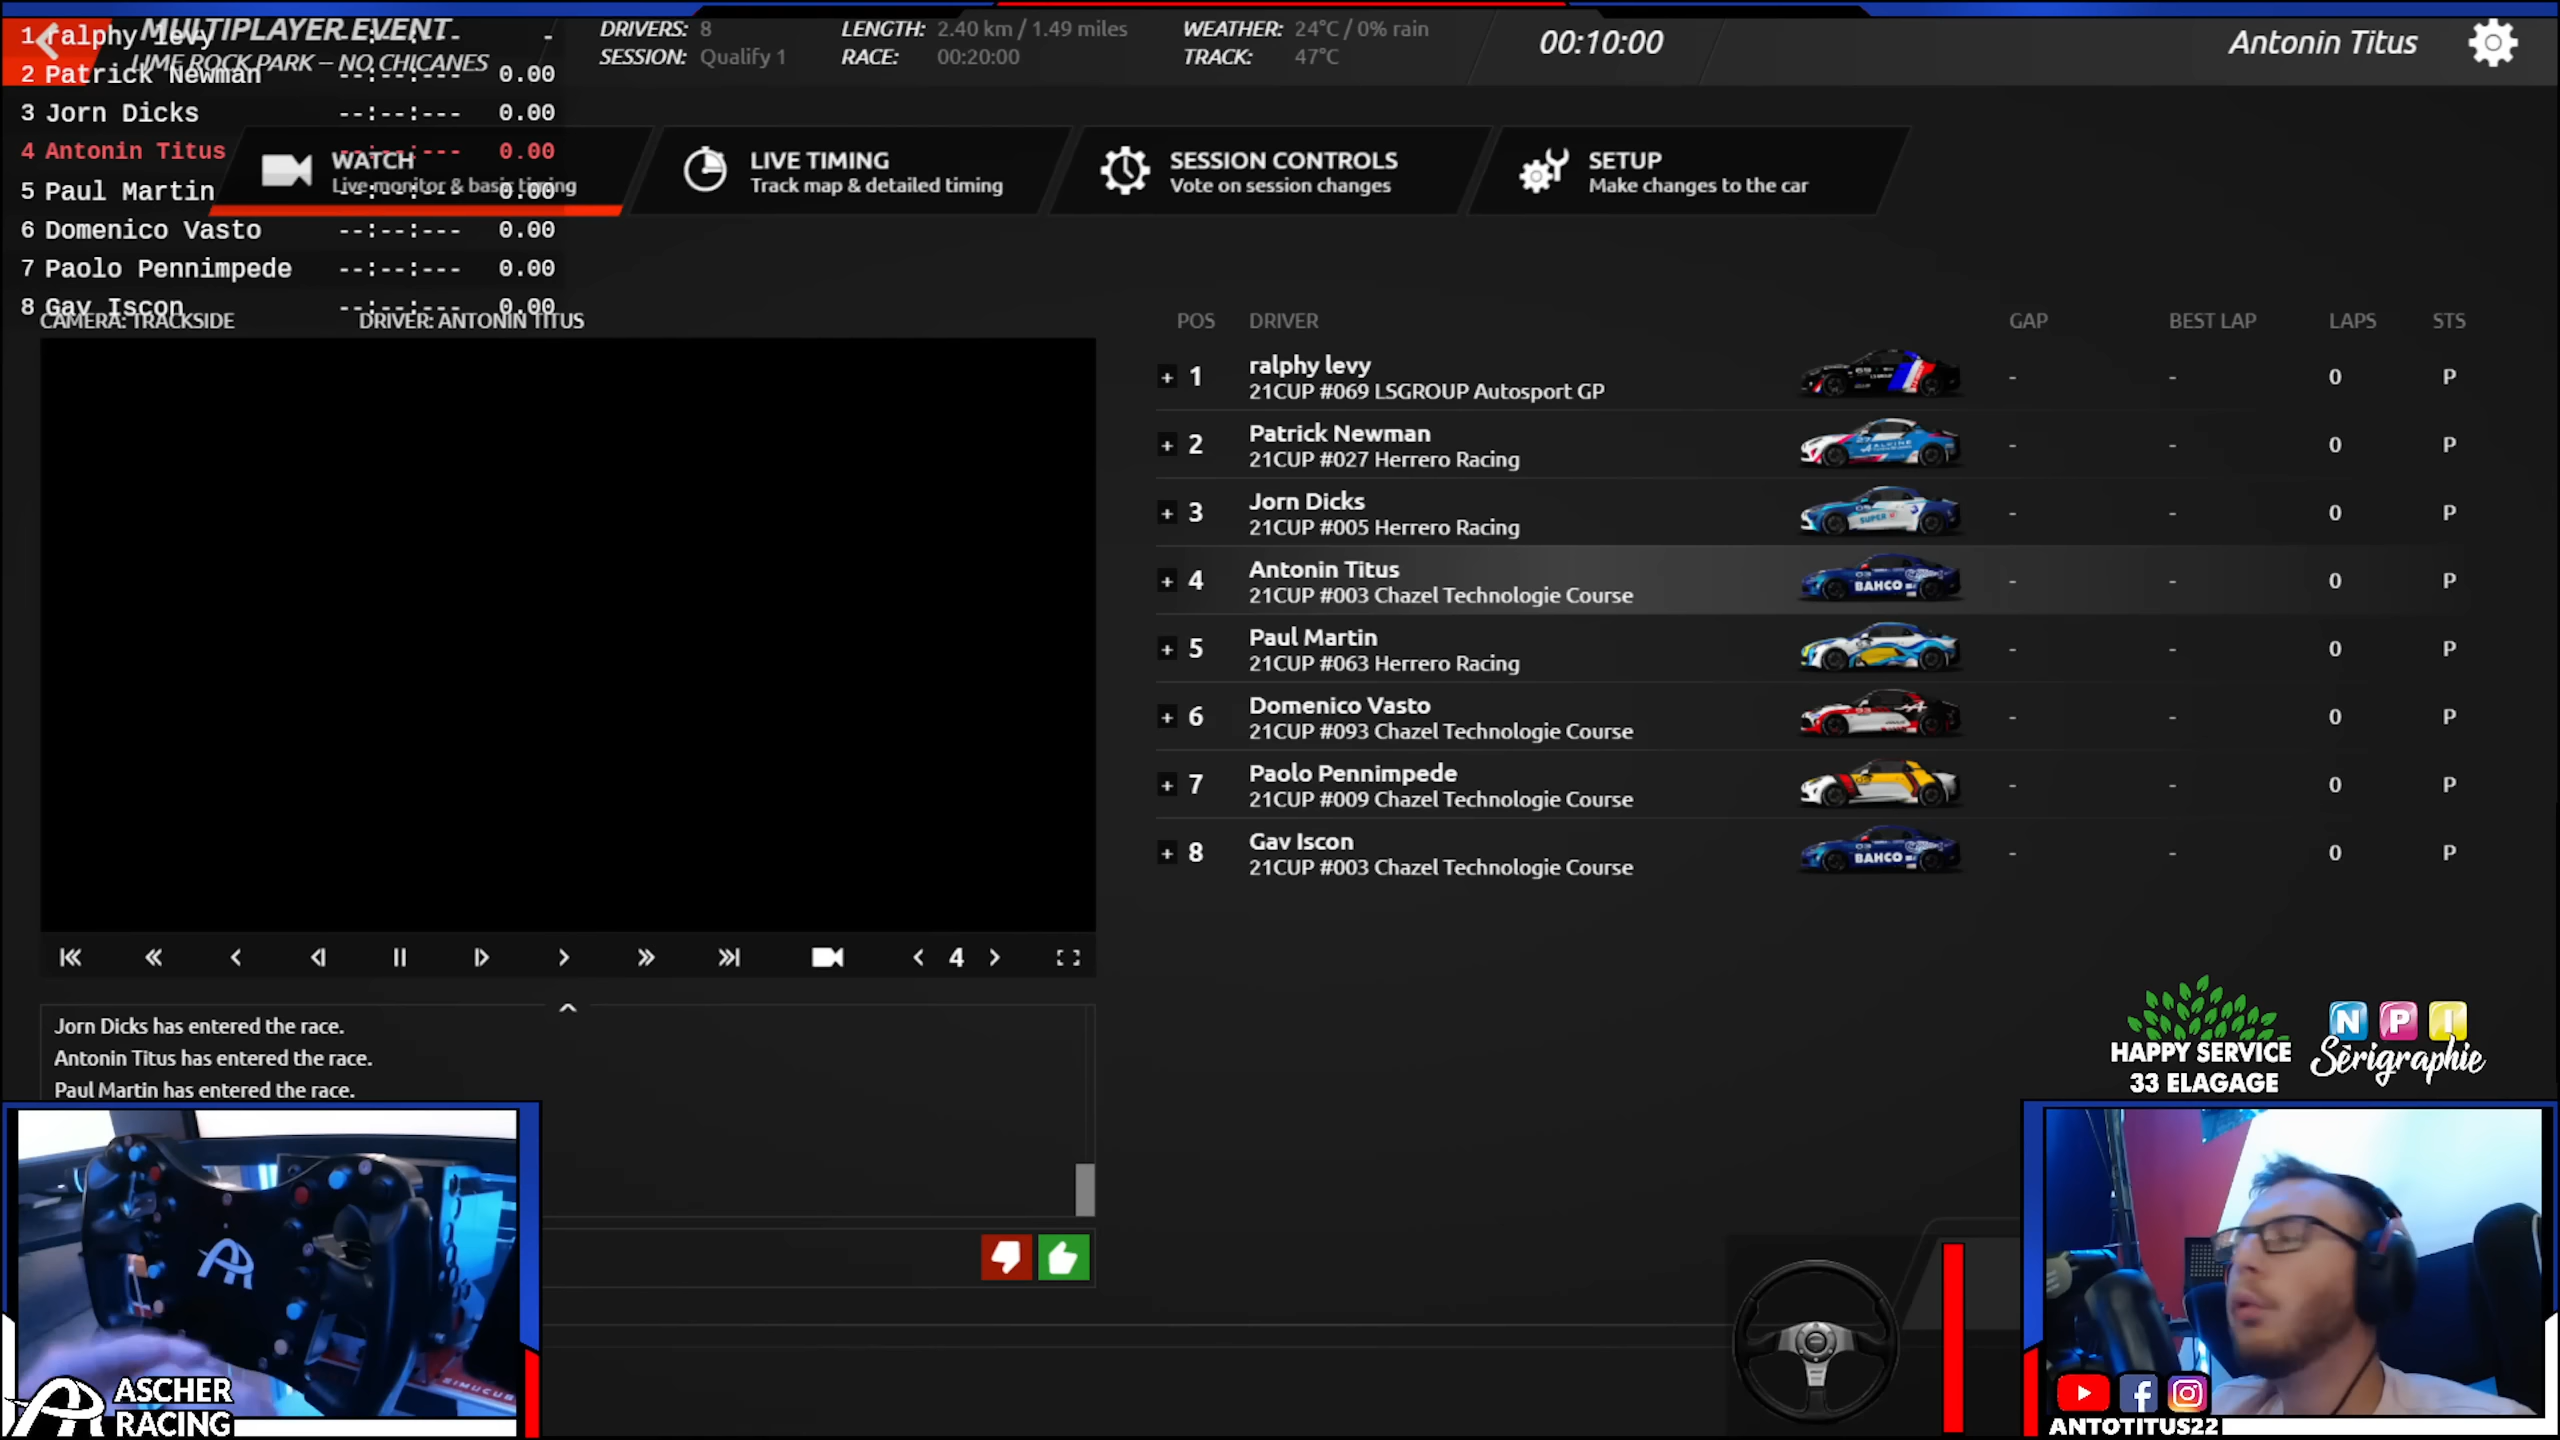 MULTIPLAYER EVENT
LIME ROCK PARK – NO CHICANES
DRIVERS: 8
SESSION: Qualify 1
LENGTH: 2.40 km / 1.49 miles
RACE: 00:20:00
WEATHER: 24°C / 0% rain
TRACK: 47°C
00:10:00
Antonin Titus
1 ralphy levy --:--:--- -
2 Patrick Newman --:--:--- 0.00
3 Jorn Dicks --:--:--- 0.00
4 Antonin Titus --:--:--- 0.00
5 Paul Martin --:--:--- 0.00
6 Domenico Vasto --:--:--- 0.00
7 Paolo Pennimpede --:--:--- 0.00
8 Gav Iscon --:--:--- 0.00
WATCH
Live monitor & basic timing
LIVE TIMING
Track map & detailed timing
SESSION CONTROLS
Vote on session changes
SETUP
Make changes to the car
CAMERA: TRACKSIDE DRIVER: ANTONIN TITUS
POS DRIVER GAP BEST LAP LAPS STS
+ 1 ralphy levy - - 0 P
21CUP #069 LSGROUP Autosport GP
+ 2 Patrick Newman - - 0 P
21CUP #027 Herrero Racing
+ 3 Jorn Dicks - - 0 P
21CUP #005 Herrero Racing
SUPER
+ 4 Antonin Titus - - 0 P
21CUP #003 Chazel Technologie Course
BAHCO
+ 5 Paul Martin - - 0 P
21CUP #063 Herrero Racing
+ 6 Domenico Vasto - - 0 P
21CUP #093 Chazel Technologie Course
+ 7 Paolo Pennimpede - - 0 P
21CUP #009 Chazel Technologie Course
+ 8 Gav Iscon - - 0 P
21CUP #003 Chazel Technologie Course
BAHCO
4
Jorn Dicks has entered the race.
Antonin Titus has entered the race.
Paul Martin has entered the race.
HAPPY SERVICE
33 ELAGAGE
NPI
Sérigraphie
SIMUCUBE
ASCHER
RACING
ANTOTITUS22